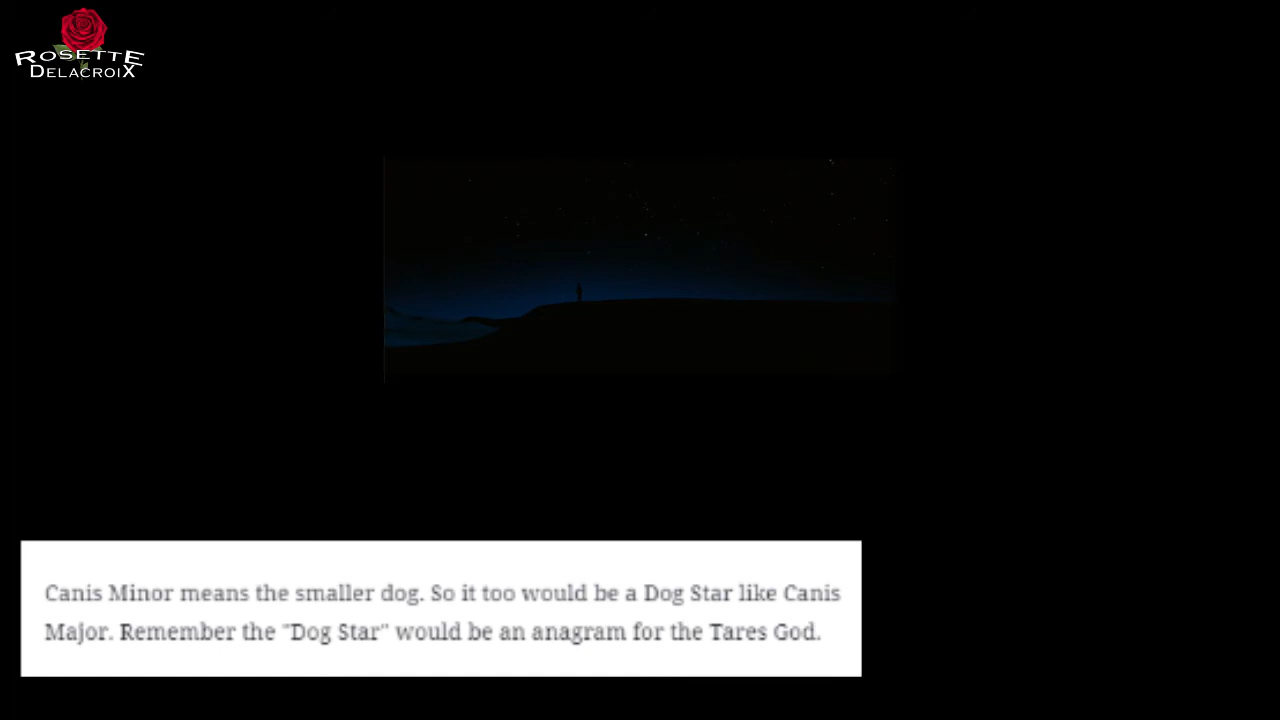 ROSETTE
DELACROIX
Canis Minor means the smaller dog. So it too would be a Dog Star like Canis
Major. Remember the "Dog Star" would be an anagram for the Tares God.